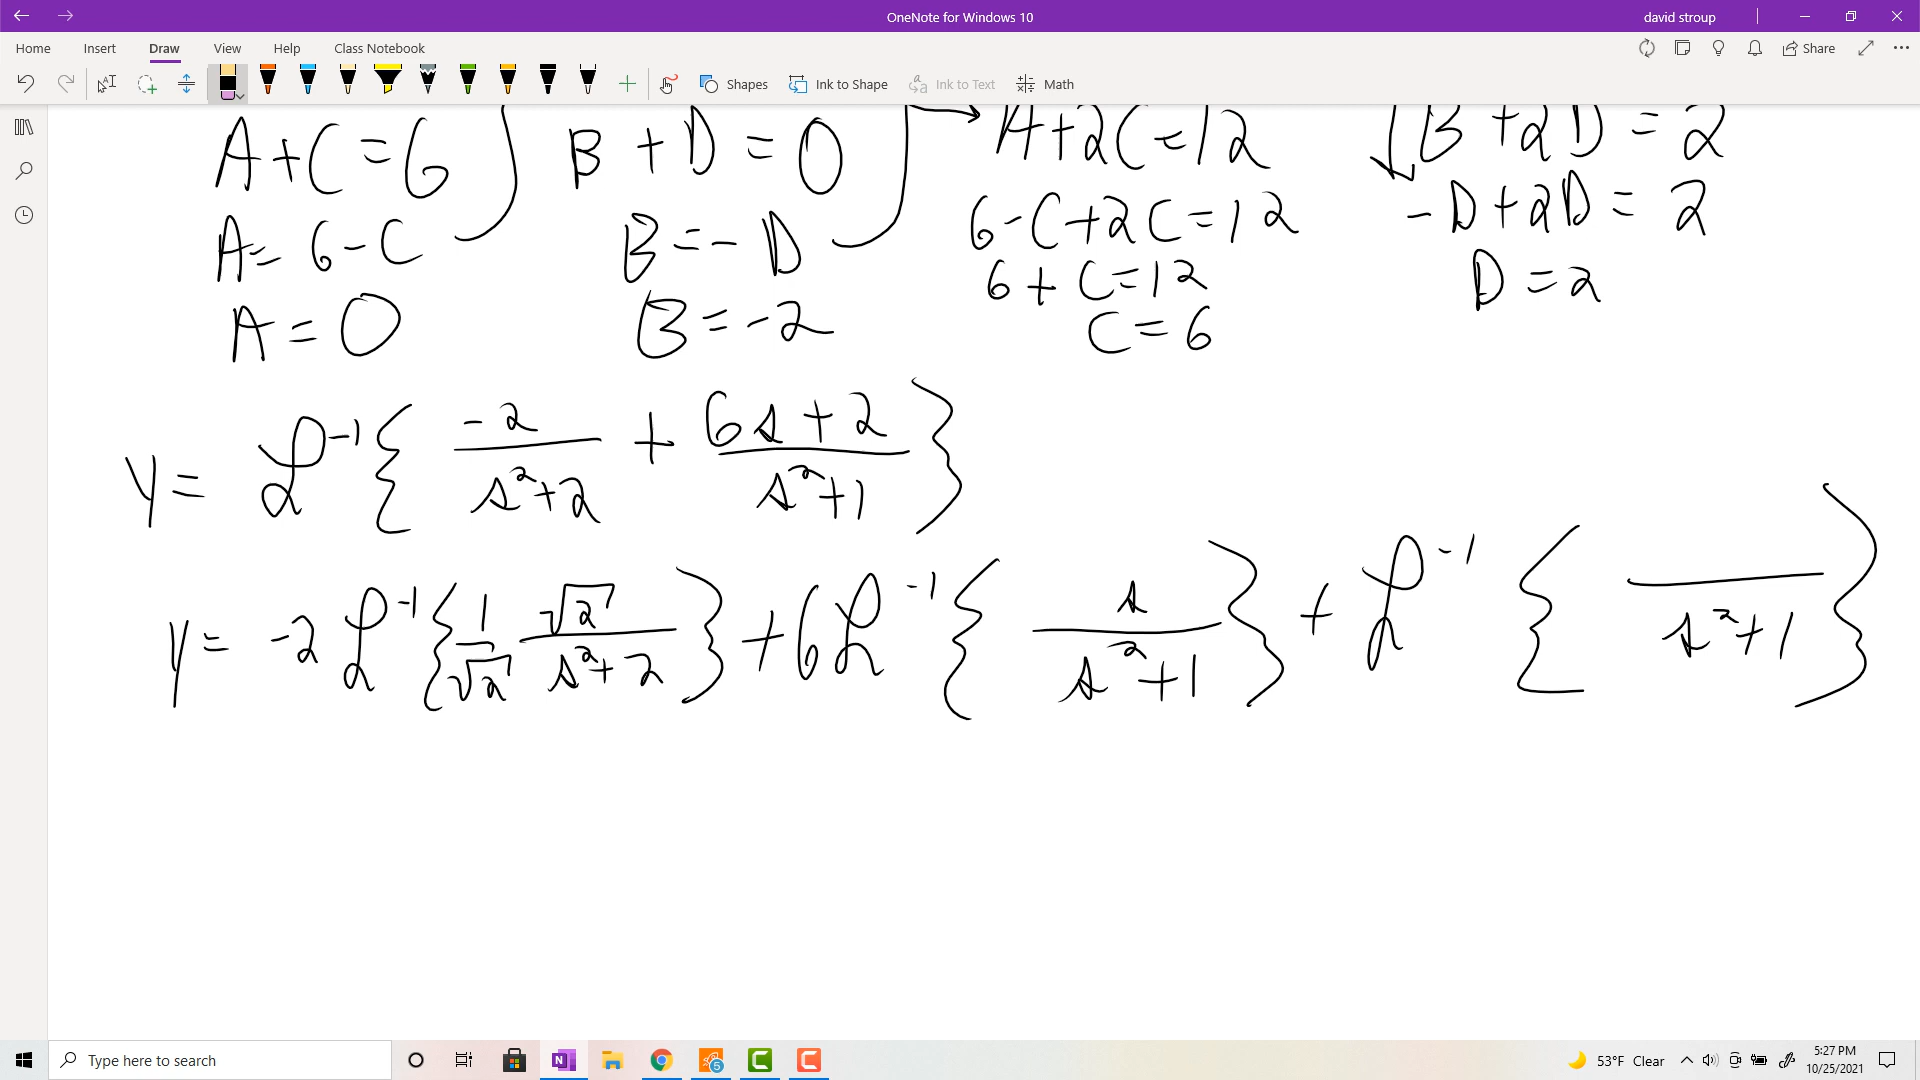 OneNote for Windows 10
david stroup
Home Insert Draw View Help Class Notebook
Share
Shapes Ink to Shape Ink to Text Math
A+C=6 B+D=0 A+2C=12 B+2D=2
A=6-C B=-D 6-C+2C=12 -D+2D=2
6+C=12 D=2
A=0 B=-2 C=6
y= ℒ⁻¹{ -2/(s²+2) + (6s+2)/(s²+1) }
y= -2ℒ⁻¹{ 1/√2 √2/(s²+2) } +6ℒ⁻¹{ s/(s²+1) } + ℒ⁻¹{ /(s²+1) }
Type here to search
53°F Clear
5:27 PM
10/25/2021